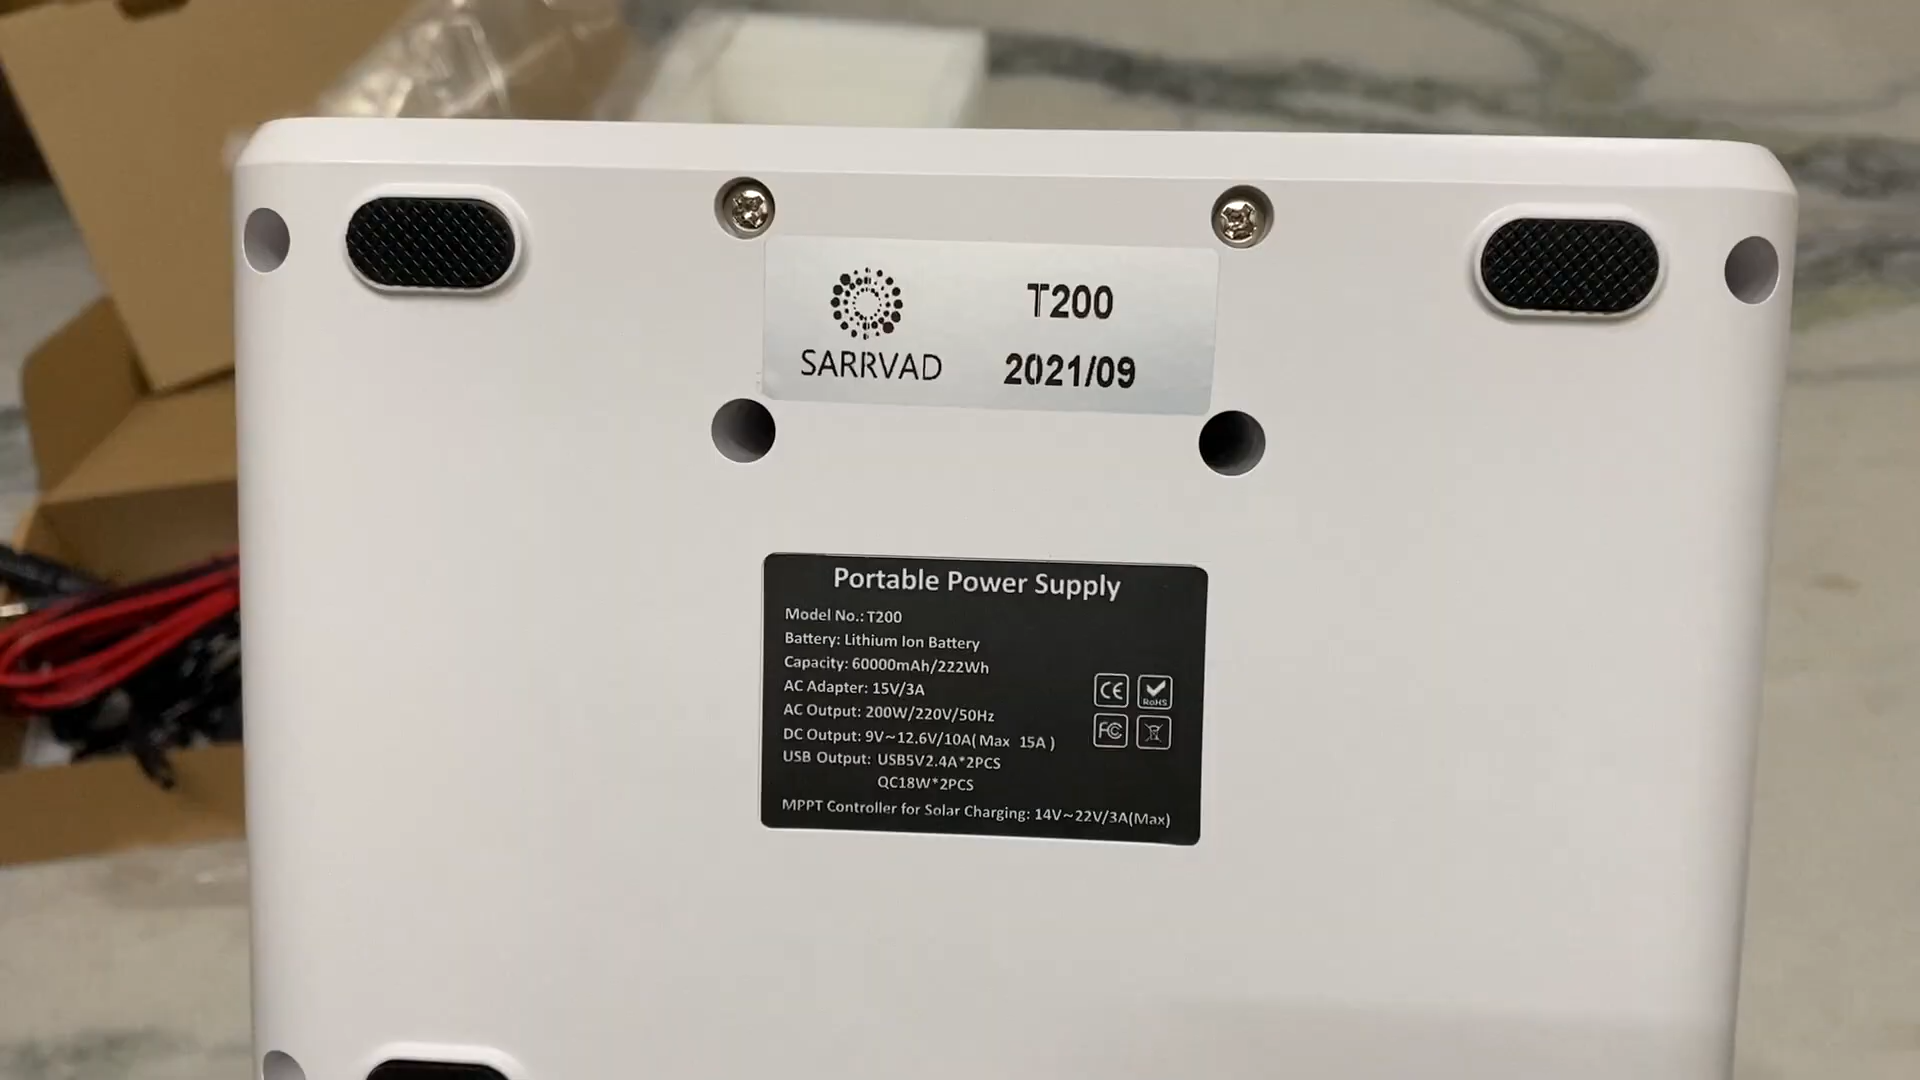 SARRVAD
T200
2021/09
Portable Power Supply
Model No.: T200
Battery: Lithium Ion Battery
Capacity: 60000mAh/222Wh
AC Adapter: 15V/3A
AC Output: 200W/220V/50Hz
DC Output: 9V~12.6V/10A( Max 15A )
USB Output: USB5V2.4A*2PCS
QC18W*2PCS
MPPT Controller for Solar Charging: 14V~22V/3A(Max)
CE
RoHS
FC